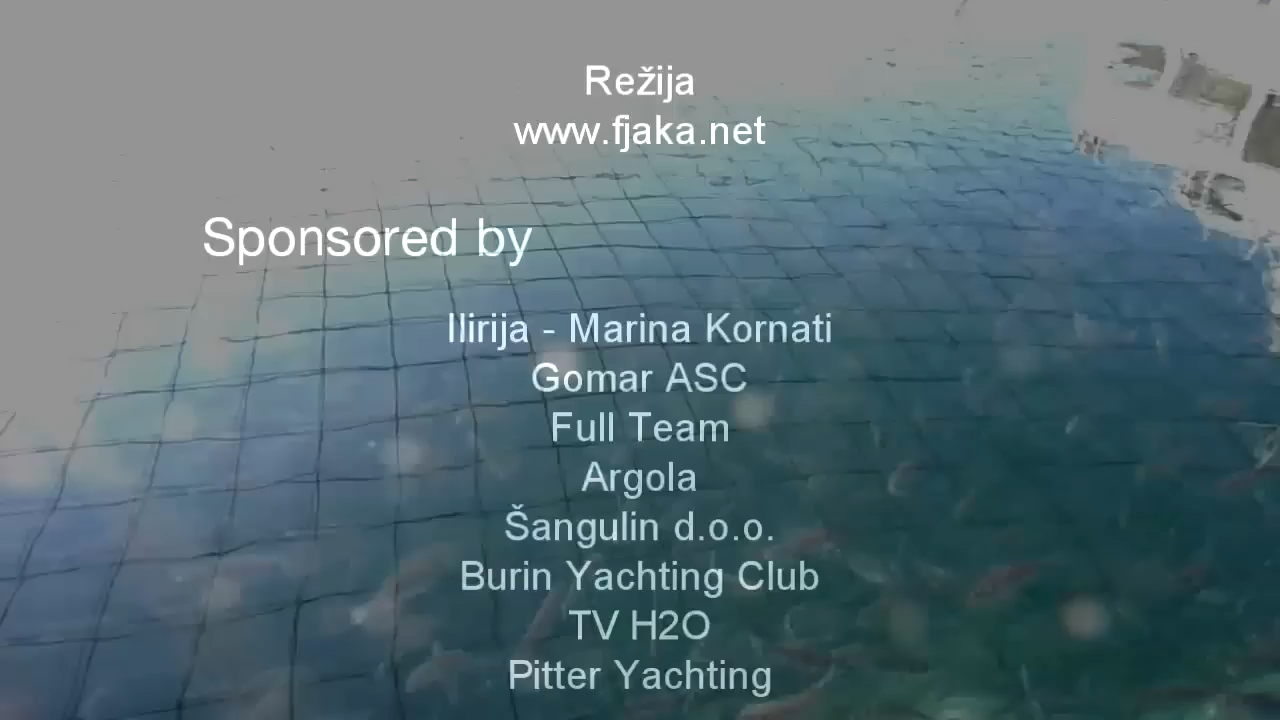 Režija
www.fjaka.net
Sponsored by
Ilirija - Marina Kornati
Gomar ASC
Full Team
Argola
Šangulin d.o.o.
Burin Yachting Club
TV H2O
Pitter Yachting